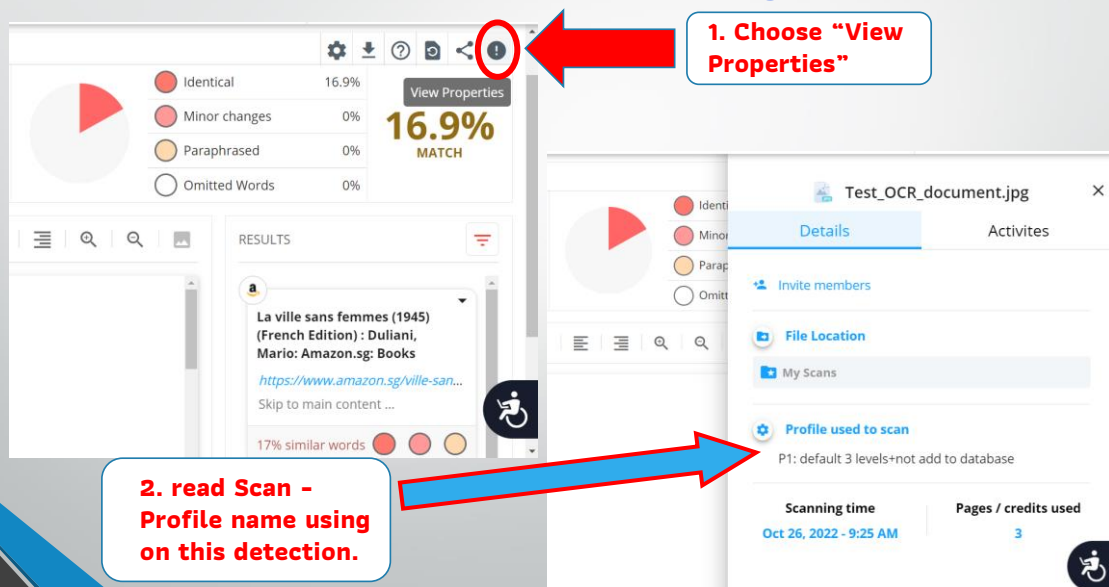 1. Choose “View
Properties”
Identical 16.9%
View Properties
Minor changes 0%
16.9%
MATCH
Paraphrased 0%
Omitted Words 0%
RESULTS
a
La ville sans femmes (1945)
(French Edition) : Duliani,
Mario: Amazon.sg: Books
https://www.amazon.sg/ville-san...
Skip to main content ...
17% similar words
2. read Scan –
Profile name using
on this detection.
Identi
Minor
Parap
Omitt
Test_OCR_document.jpg
Details Activites
Invite members
File Location
My Scans
Profile used to scan
P1: default 3 levels+not add to database
Scanning time Pages / credits used
Oct 26, 2022 - 9:25 AM 3